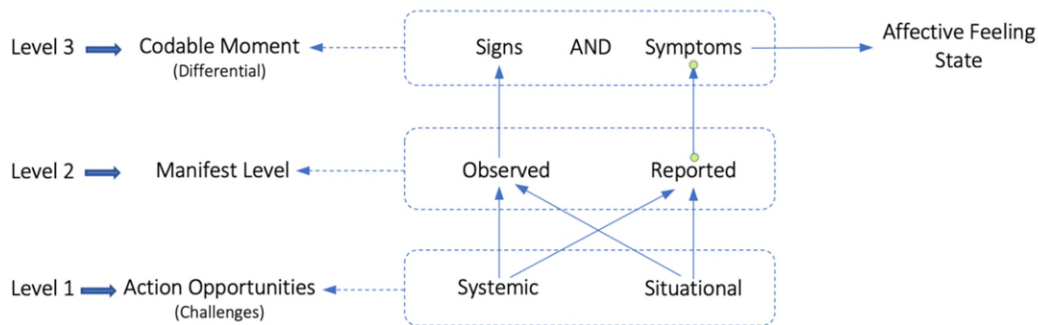 Level 3 Codable Moment Signs AND Symptoms Affective Feeling
(Differential) State
Level 2 Manifest Level Observed Reported
Level 1 Action Opportunities Systemic Situational
(Challenges)